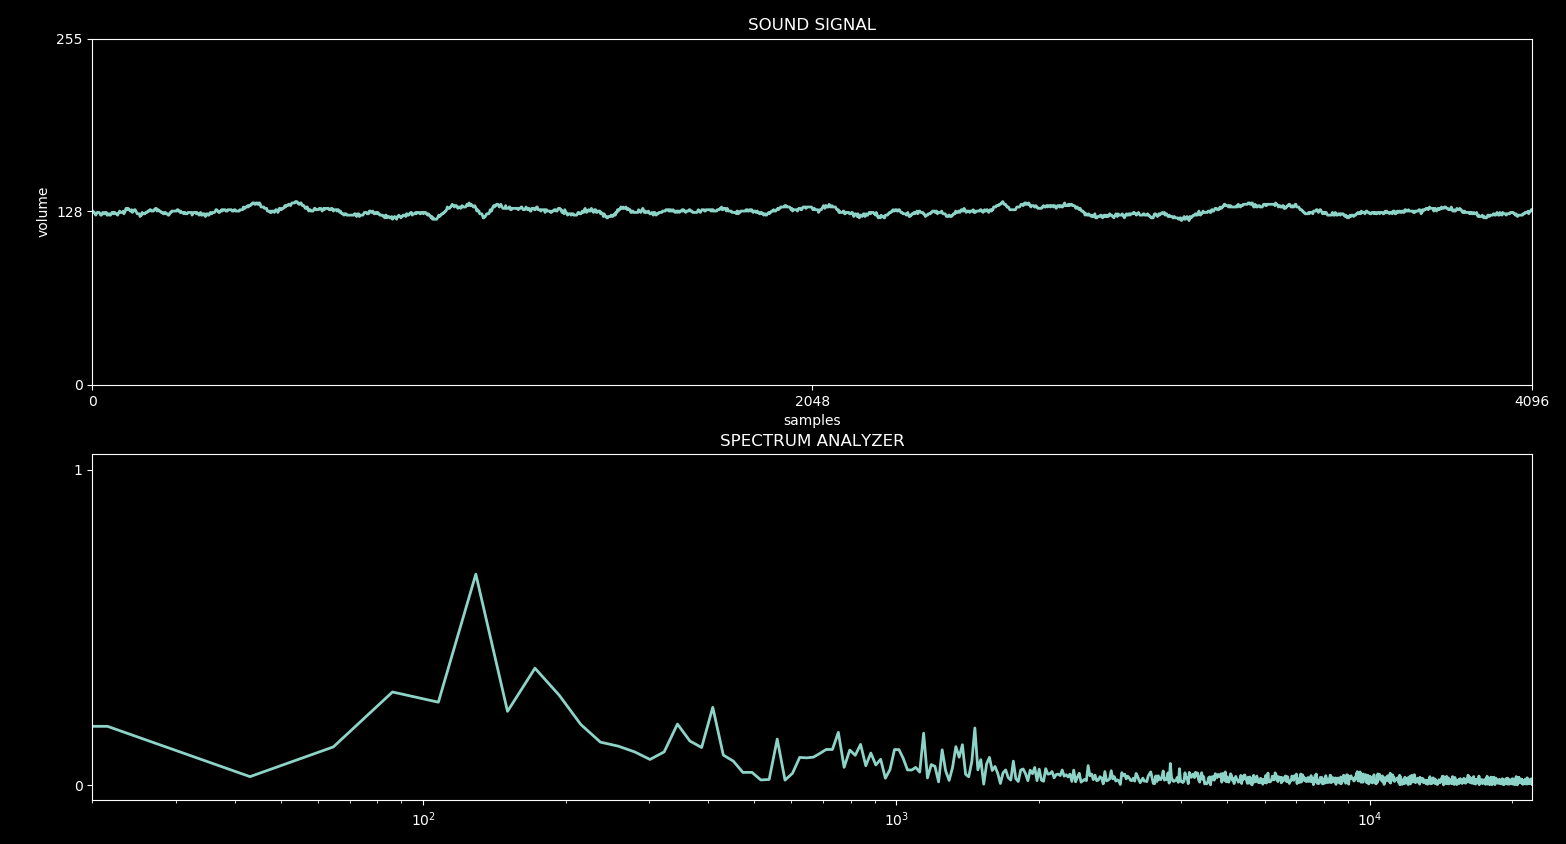 SOUND SIGNAL
255
volume
128
0
0 2048 4096
samples
SPECTRUM ANALYZER
1
0
10² 10³ 10⁴